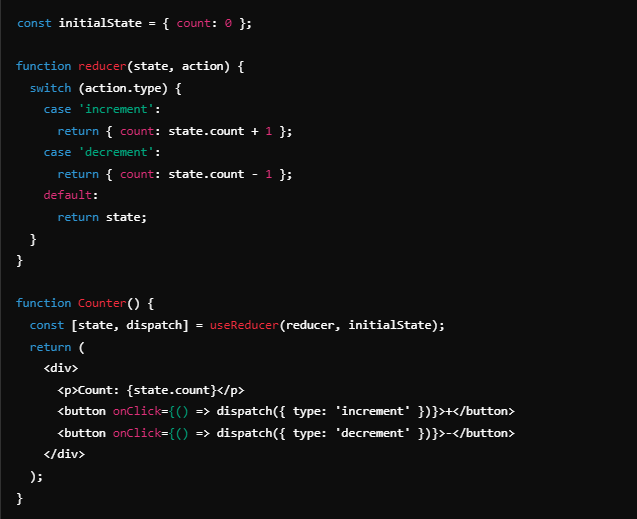 const initialState = { count: 0 };
function reducer(state, action) {
switch (action.type) {
case 'increment':
return { count: state.count + 1 };
case 'decrement':
return { count: state.count - 1 };
default:
return state;
}
}
function Counter() {
const [state, dispatch] = useReducer(reducer, initialState);
return (
<div>
<p>Count: {state.count}</p>
<button onClick={() => dispatch({ type: 'increment' })}>+</button>
<button onClick={() => dispatch({ type: 'decrement' })}>-</button>
</div>
);
}